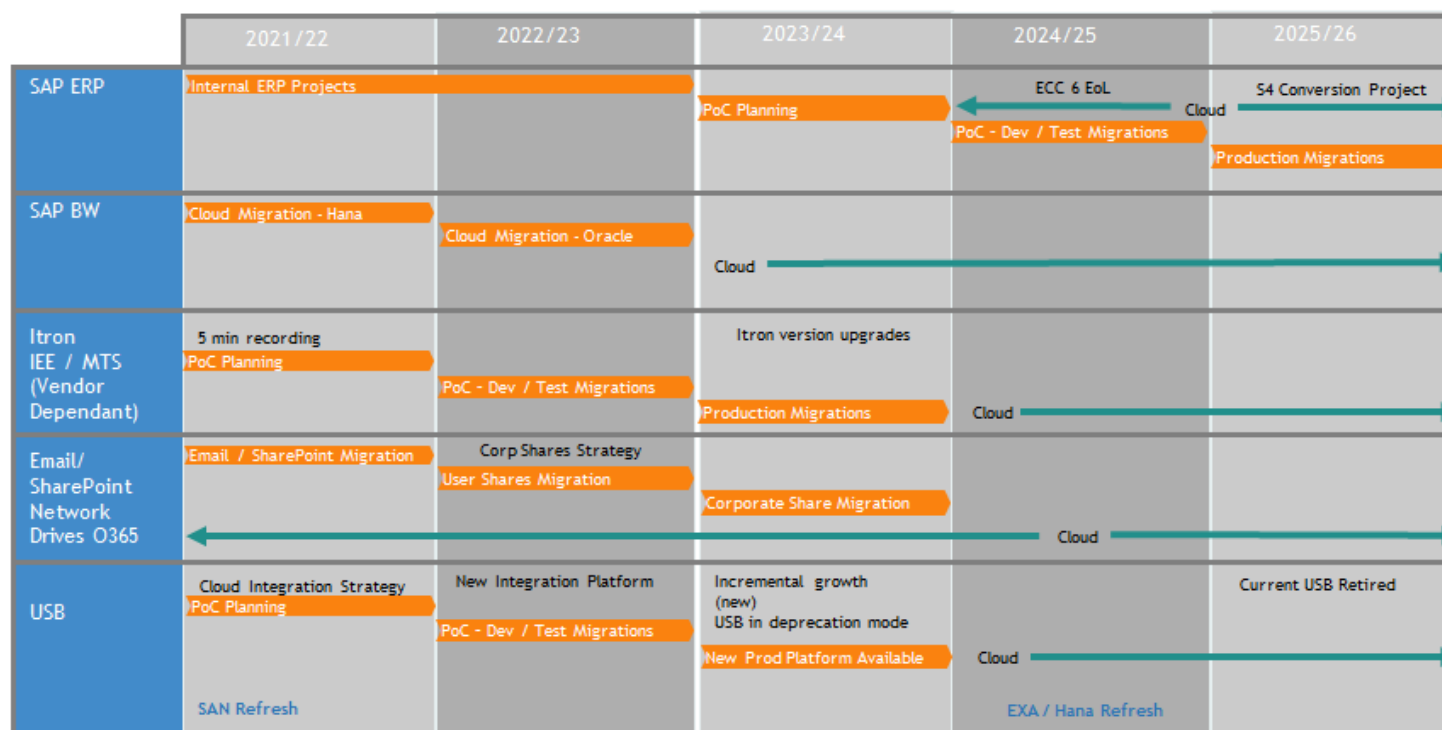 2021/22
2022/23
2023/24
2024/25
2025/26
SAP ERP
Internal ERP Projects
PoC Planning
ECC 6 EoL
Cloud
S4 Conversion Project
PoC - Dev / Test Migrations
Production Migrations
SAP BW
Cloud Migration - Hana
Cloud Migration - Oracle
Cloud
Itron
IEE / MTS
(Vendor
Dependant)
5 min recording
PoC Planning
PoC - Dev / Test Migrations
Itron version upgrades
Production Migrations
Cloud
Email/
SharePoint
Network
Drives O365
Email / SharePoint Migration
Corp Shares Strategy
User Shares Migration
Corporate Share Migration
Cloud
USB
Cloud Integration Strategy
PoC Planning
New Integration Platform
PoC - Dev / Test Migrations
Incremental growth
(new)
USB in deprecation mode
New Prod Platform Available
Cloud
Current USB Retired
SAN Refresh
EXA / Hana Refresh